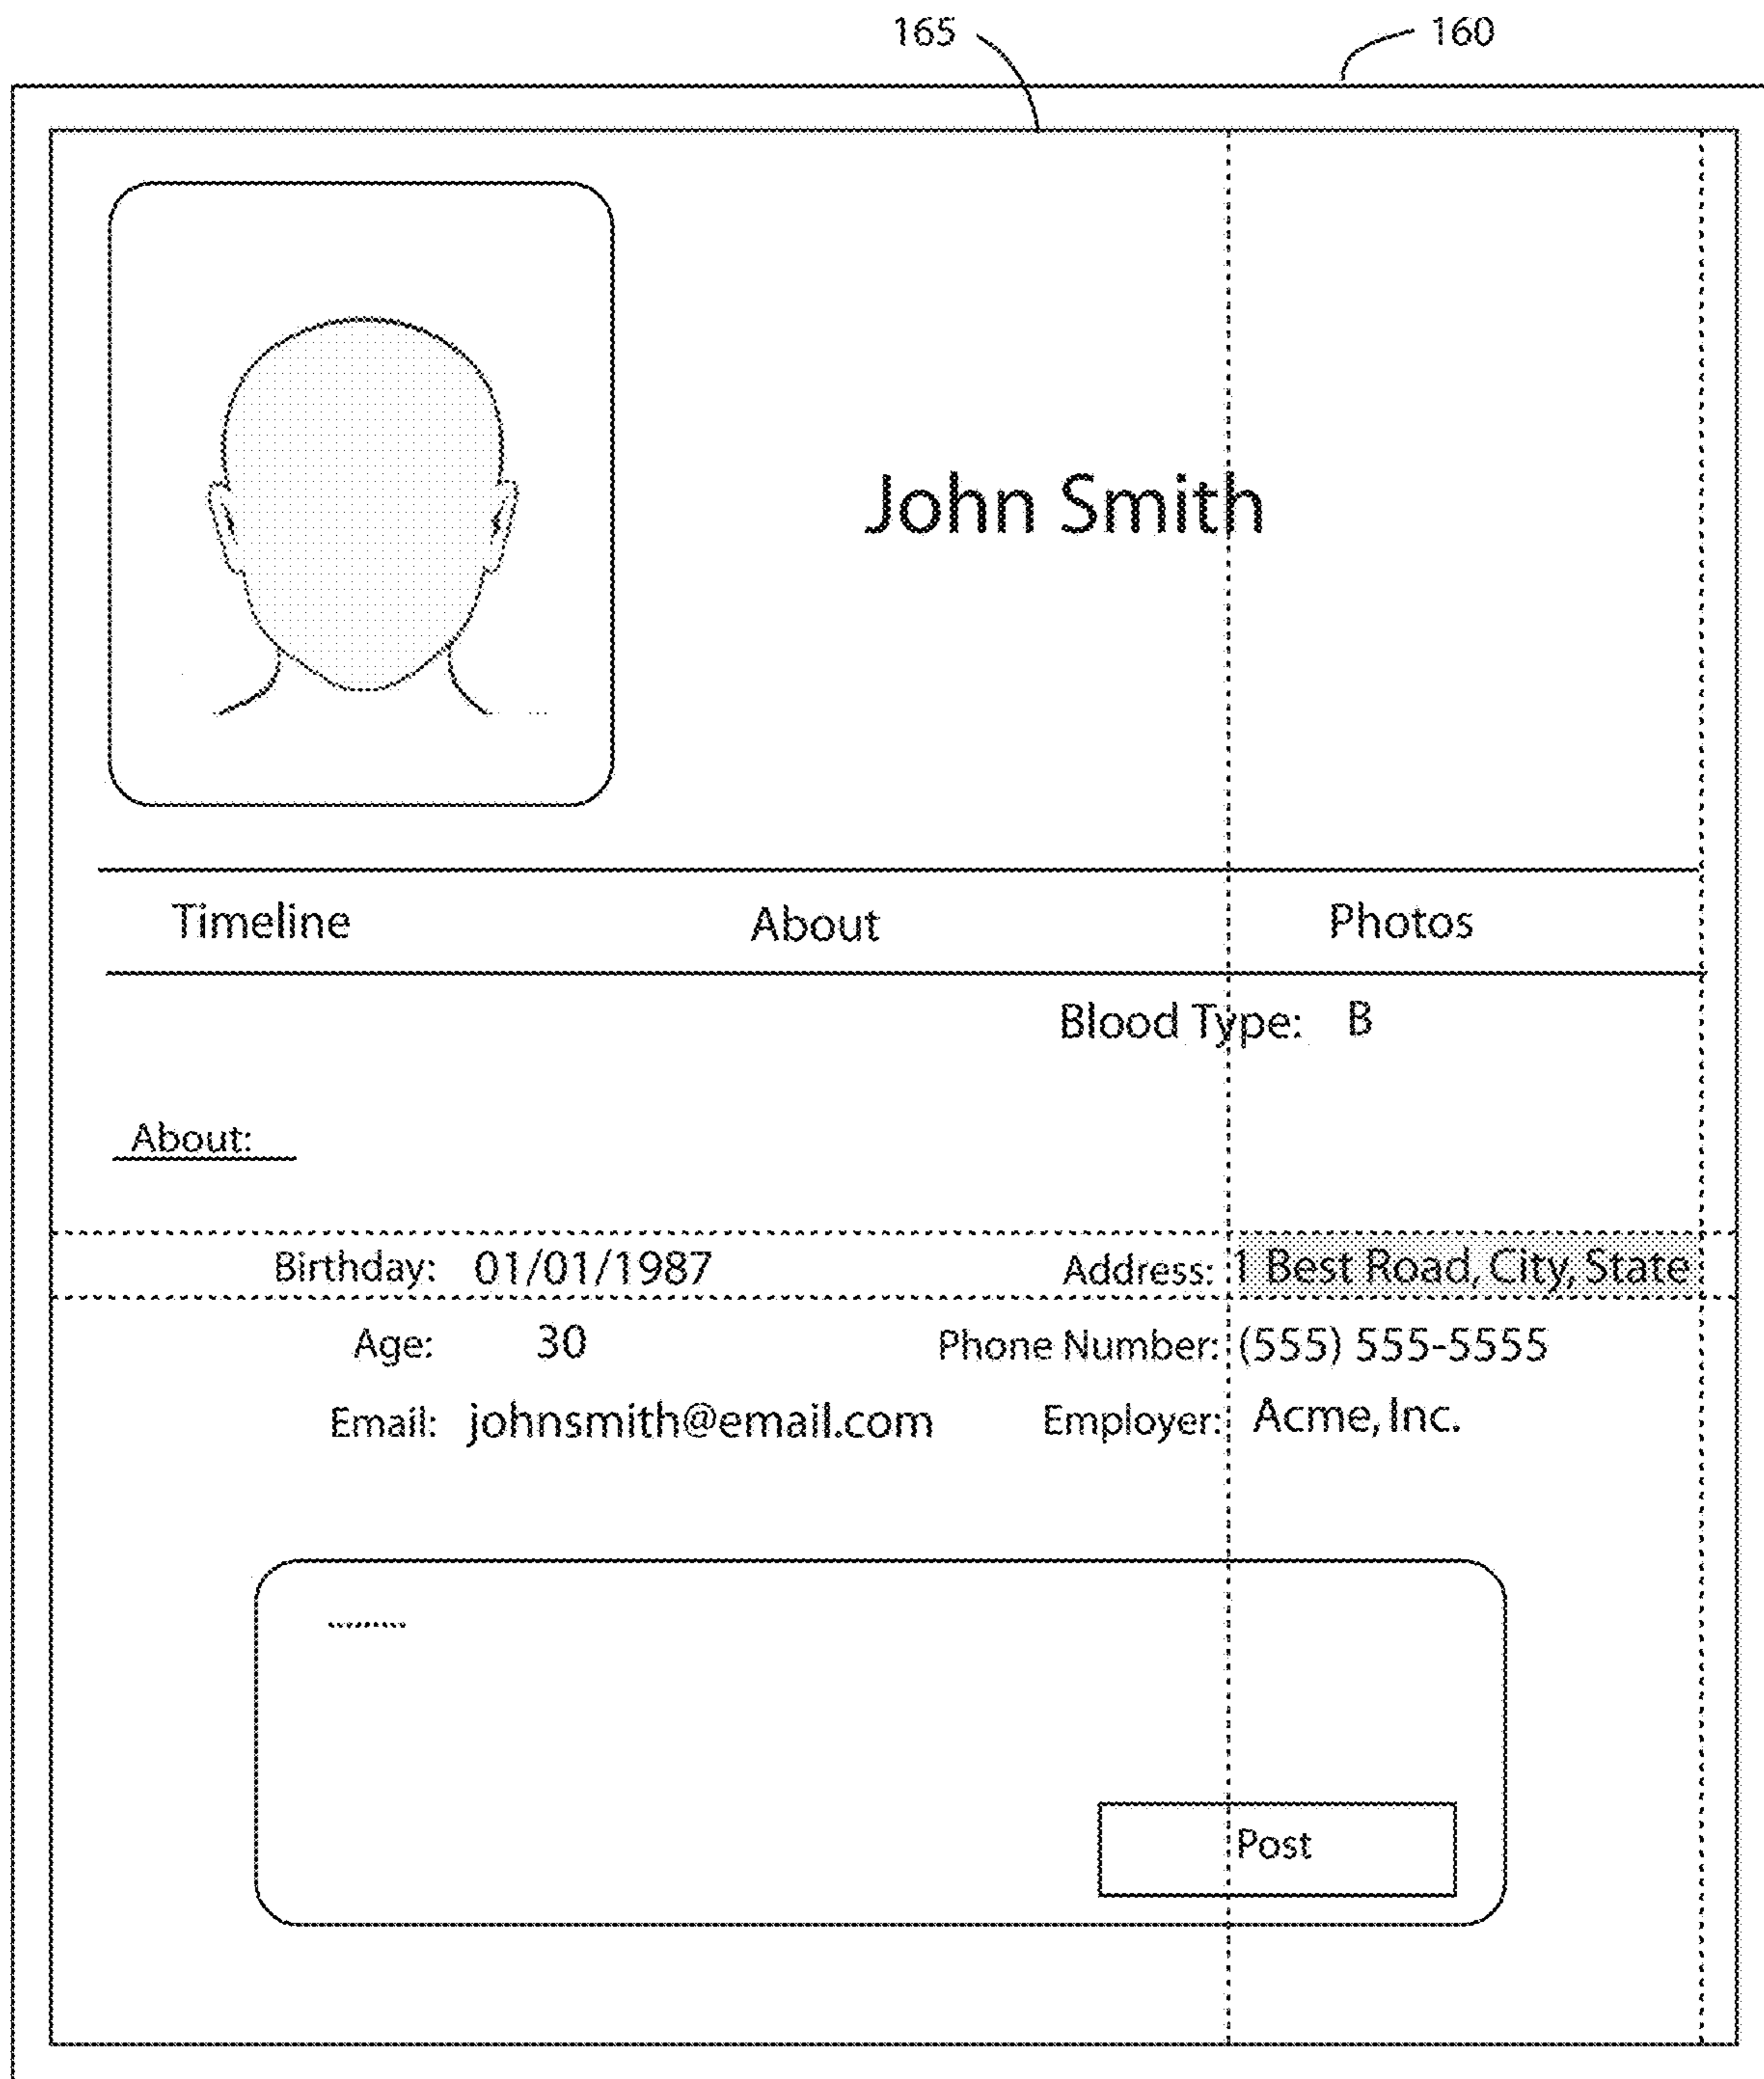 165 160
John Smith
Timeline About Photos
Blood Type: B
About:
Birthday: 01/01/1987 Address: 1 Best Road, City, State
Age: 30 Phone Number: (555) 555-5555
Email: johnsmith@email.com Employer: Acme, Inc.
Post